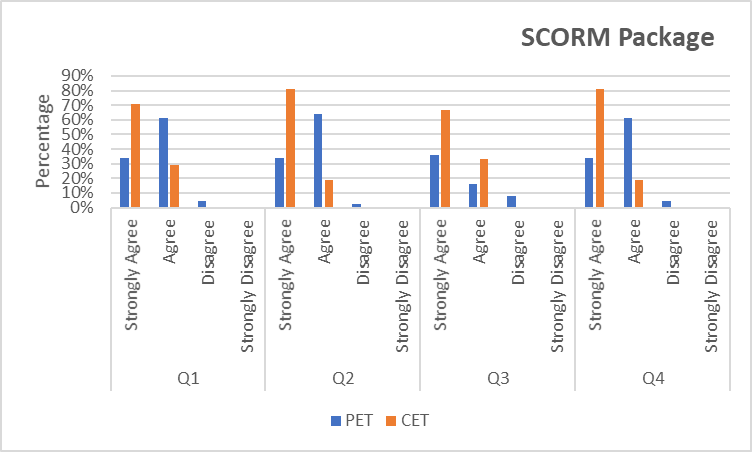 SCORM Package
Percentage
90%
80%
70%
60%
50%
40%
30%
20%
10%
0%
Strongly Agree
Agree
Disagree
Strongly Disagree
Strongly Agree
Agree
Disagree
Strongly Disagree
Strongly Agree
Agree
Disagree
Strongly Disagree
Strongly Agree
Agree
Disagree
Strongly Disagree
Q1 Q2 Q3 Q4
PET CET